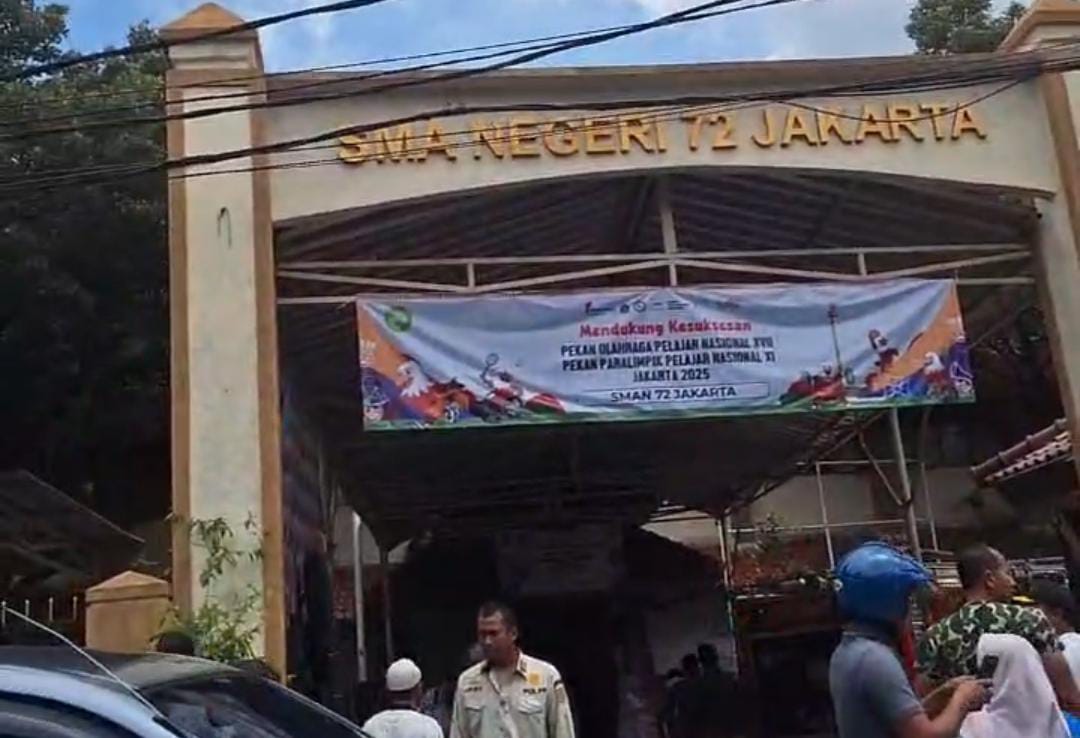 SMA NEGERI 72 JAKARTA
Mendukung Kesuksesan
PEKAN OLAHRAGA PELAJAR NASIONAL XVII
PEKAN PARALIMPIK PELAJAR NASIONAL XI
JAKARTA 2025
SMAN 72 JAKARTA